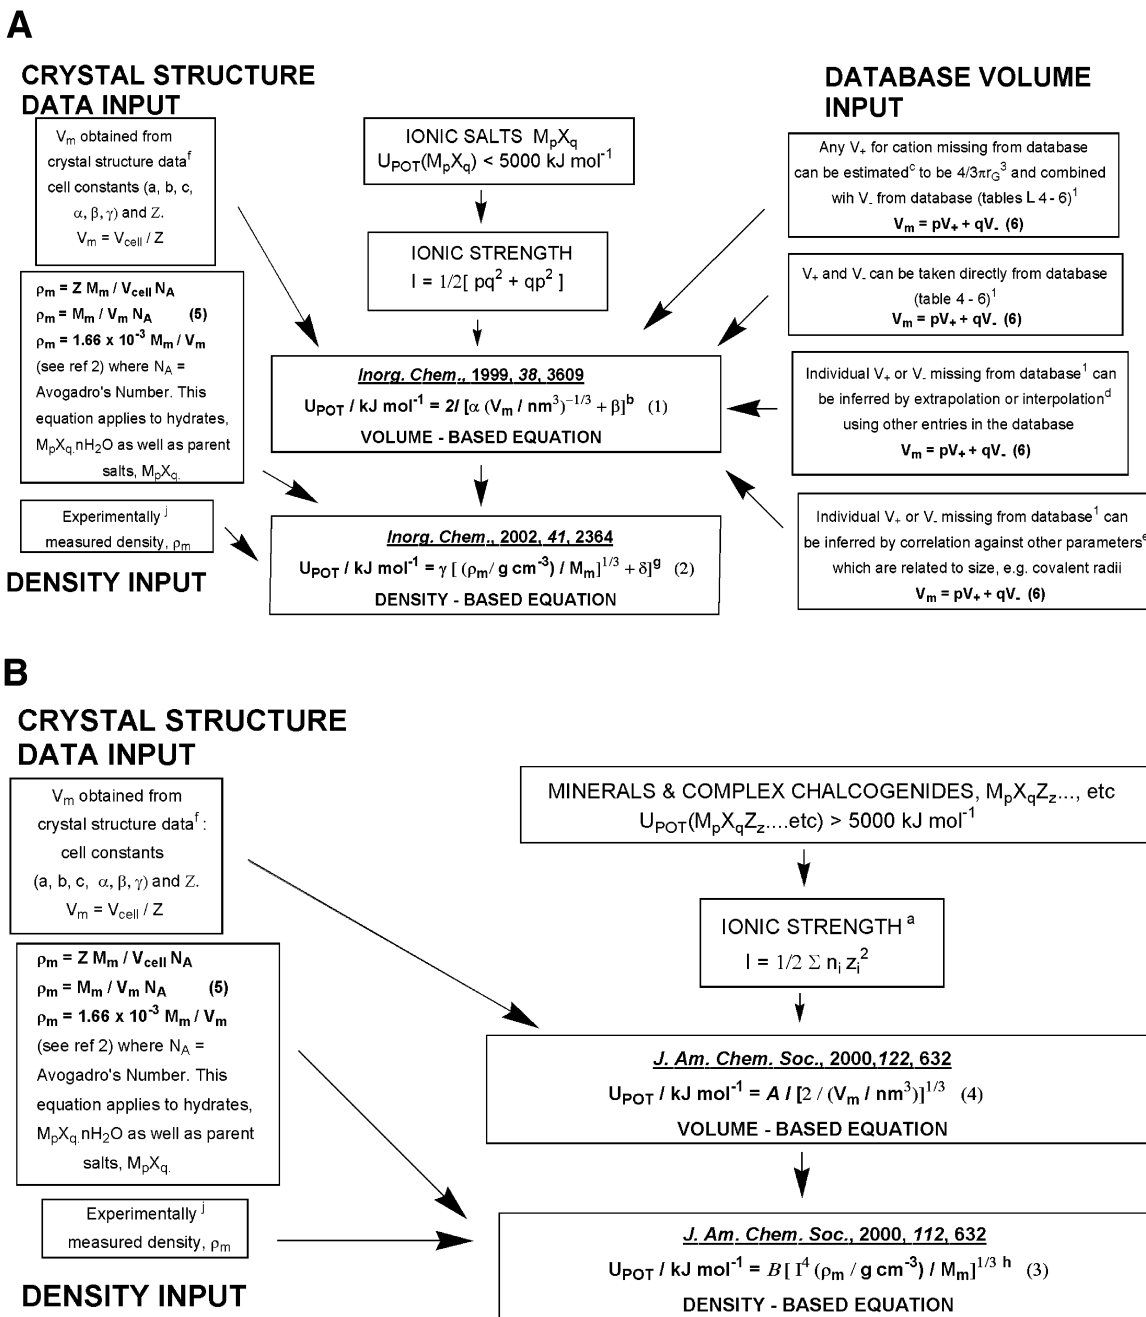 A
CRYSTAL STRUCTURE
DATA INPUT
V_m obtained from
crystal structure data^f
cell constants (a, b, c,
α, β, γ) and Z.
V_m = V_cell / Z
ρ_m = Z M_m / V_cell N_A
ρ_m = M_m / V_m N_A (5)
ρ_m = 1.66 x 10^-3 M_m / V_m
(see ref 2) where N_A =
Avogadro's Number. This
equation applies to hydrates,
M_pX_q.nH_2O as well as parent
salts, M_pX_q.
Experimentally^j
measured density, ρ_m
DENSITY INPUT
IONIC SALTS M_pX_q
U_POT(M_pX_q) < 5000 kJ mol^-1
IONIC STRENGTH
I = 1/2[ pq^2 + qp^2 ]
Inorg. Chem., 1999, 38, 3609
U_POT / kJ mol^-1 = 2I [α (V_m / nm^3)^−1/3 + β]^b (1)
VOLUME - BASED EQUATION
Inorg. Chem., 2002, 41, 2364
U_POT / kJ mol^-1 = γ [ (ρ_m/ g cm^-3) / M_m]^1/3 + δ]^g (2)
DENSITY - BASED EQUATION
DATABASE VOLUME
INPUT
Any V_+ for cation missing from database
can be estimated^c to be 4/3πr_G^3 and combined
wih V_- from database (tables L 4 - 6)^1
V_m = pV_+ + qV_- (6)
V_+ and V_- can be taken directly from database
(table 4 - 6)^1
V_m = pV_+ + qV_- (6)
Individual V_+ or V_- missing from database^1 can
be inferred by extrapolation or interpolation^d
using other entries in the database
V_m = pV_+ + qV_- (6)
Individual V_+ or V_- missing from database^1 can
be inferred by correlation against other parameters^e
which are related to size, e.g. covalent radii
V_m = pV_+ + qV_- (6)
B
CRYSTAL STRUCTURE
DATA INPUT
V_m obtained from
crystal structure data^f :
cell constants
(a, b, c, α, β, γ) and Z.
V_m = V_cell / Z
ρ_m = Z M_m / V_cell N_A
ρ_m = M_m / V_m N_A (5)
ρ_m = 1.66 x 10^-3 M_m / V_m
(see ref 2) where N_A =
Avogadro's Number. This
equation applies to hydrates,
M_pX_q.nH_2O as well as parent
salts, M_pX_q.
Experimentally^j
measured density, ρ_m
DENSITY INPUT
MINERALS & COMPLEX CHALCOGENIDES, M_pX_qZ_z..., etc
U_POT(M_pX_qZ_z....etc) > 5000 kJ mol^-1
IONIC STRENGTH^a
I = 1/2 Σ n_i z_i^2
J. Am. Chem. Soc., 2000,122, 632
U_POT / kJ mol^-1 = A I [2 / (V_m / nm^3)]^1/3 (4)
VOLUME - BASED EQUATION
J. Am. Chem. Soc., 2000, 112, 632
U_POT / kJ mol^-1 = B [ I^4 (ρ_m / g cm^-3) / M_m]^1/3 h (3)
DENSITY - BASED EQUATION